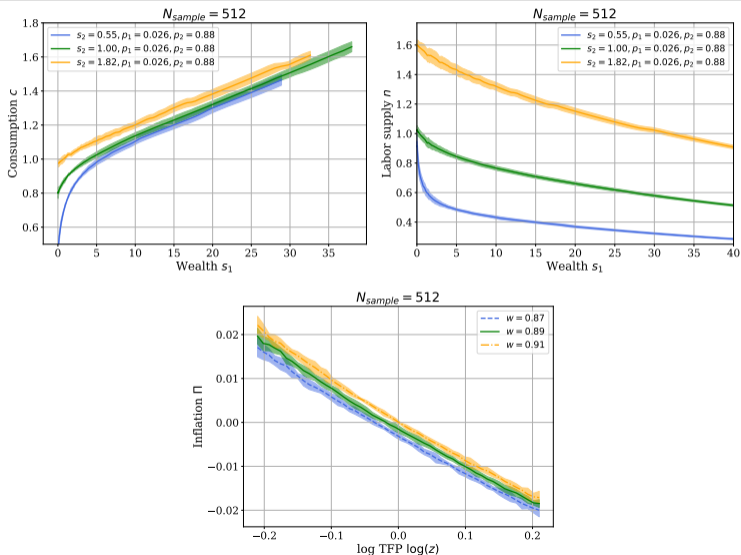 N_sample = 512
s₂ = 0.55, p₁ = 0.026, p₂ = 0.88
s₂ = 1.00, p₁ = 0.026, p₂ = 0.88
s₂ = 1.82, p₁ = 0.026, p₂ = 0.88
Consumption c
1.8
1.6
1.4
1.2
1.0
0.8
0.6
0 5 10 15 20 25 30 35
Wealth s₁
N_sample = 512
s₂ = 0.55, p₁ = 0.026, p₂ = 0.88
s₂ = 1.00, p₁ = 0.026, p₂ = 0.88
s₂ = 1.82, p₁ = 0.026, p₂ = 0.88
Labor supply n
1.6
1.4
1.2
1.0
0.8
0.6
0.4
0 5 10 15 20 25 30 35 40
Wealth s₁
N_sample = 512
w = 0.87
w = 0.89
w = 0.91
Inflation Π
0.02
0.01
0.00
−0.01
−0.02
−0.2 −0.1 0.0 0.1 0.2
log TFP log(z)